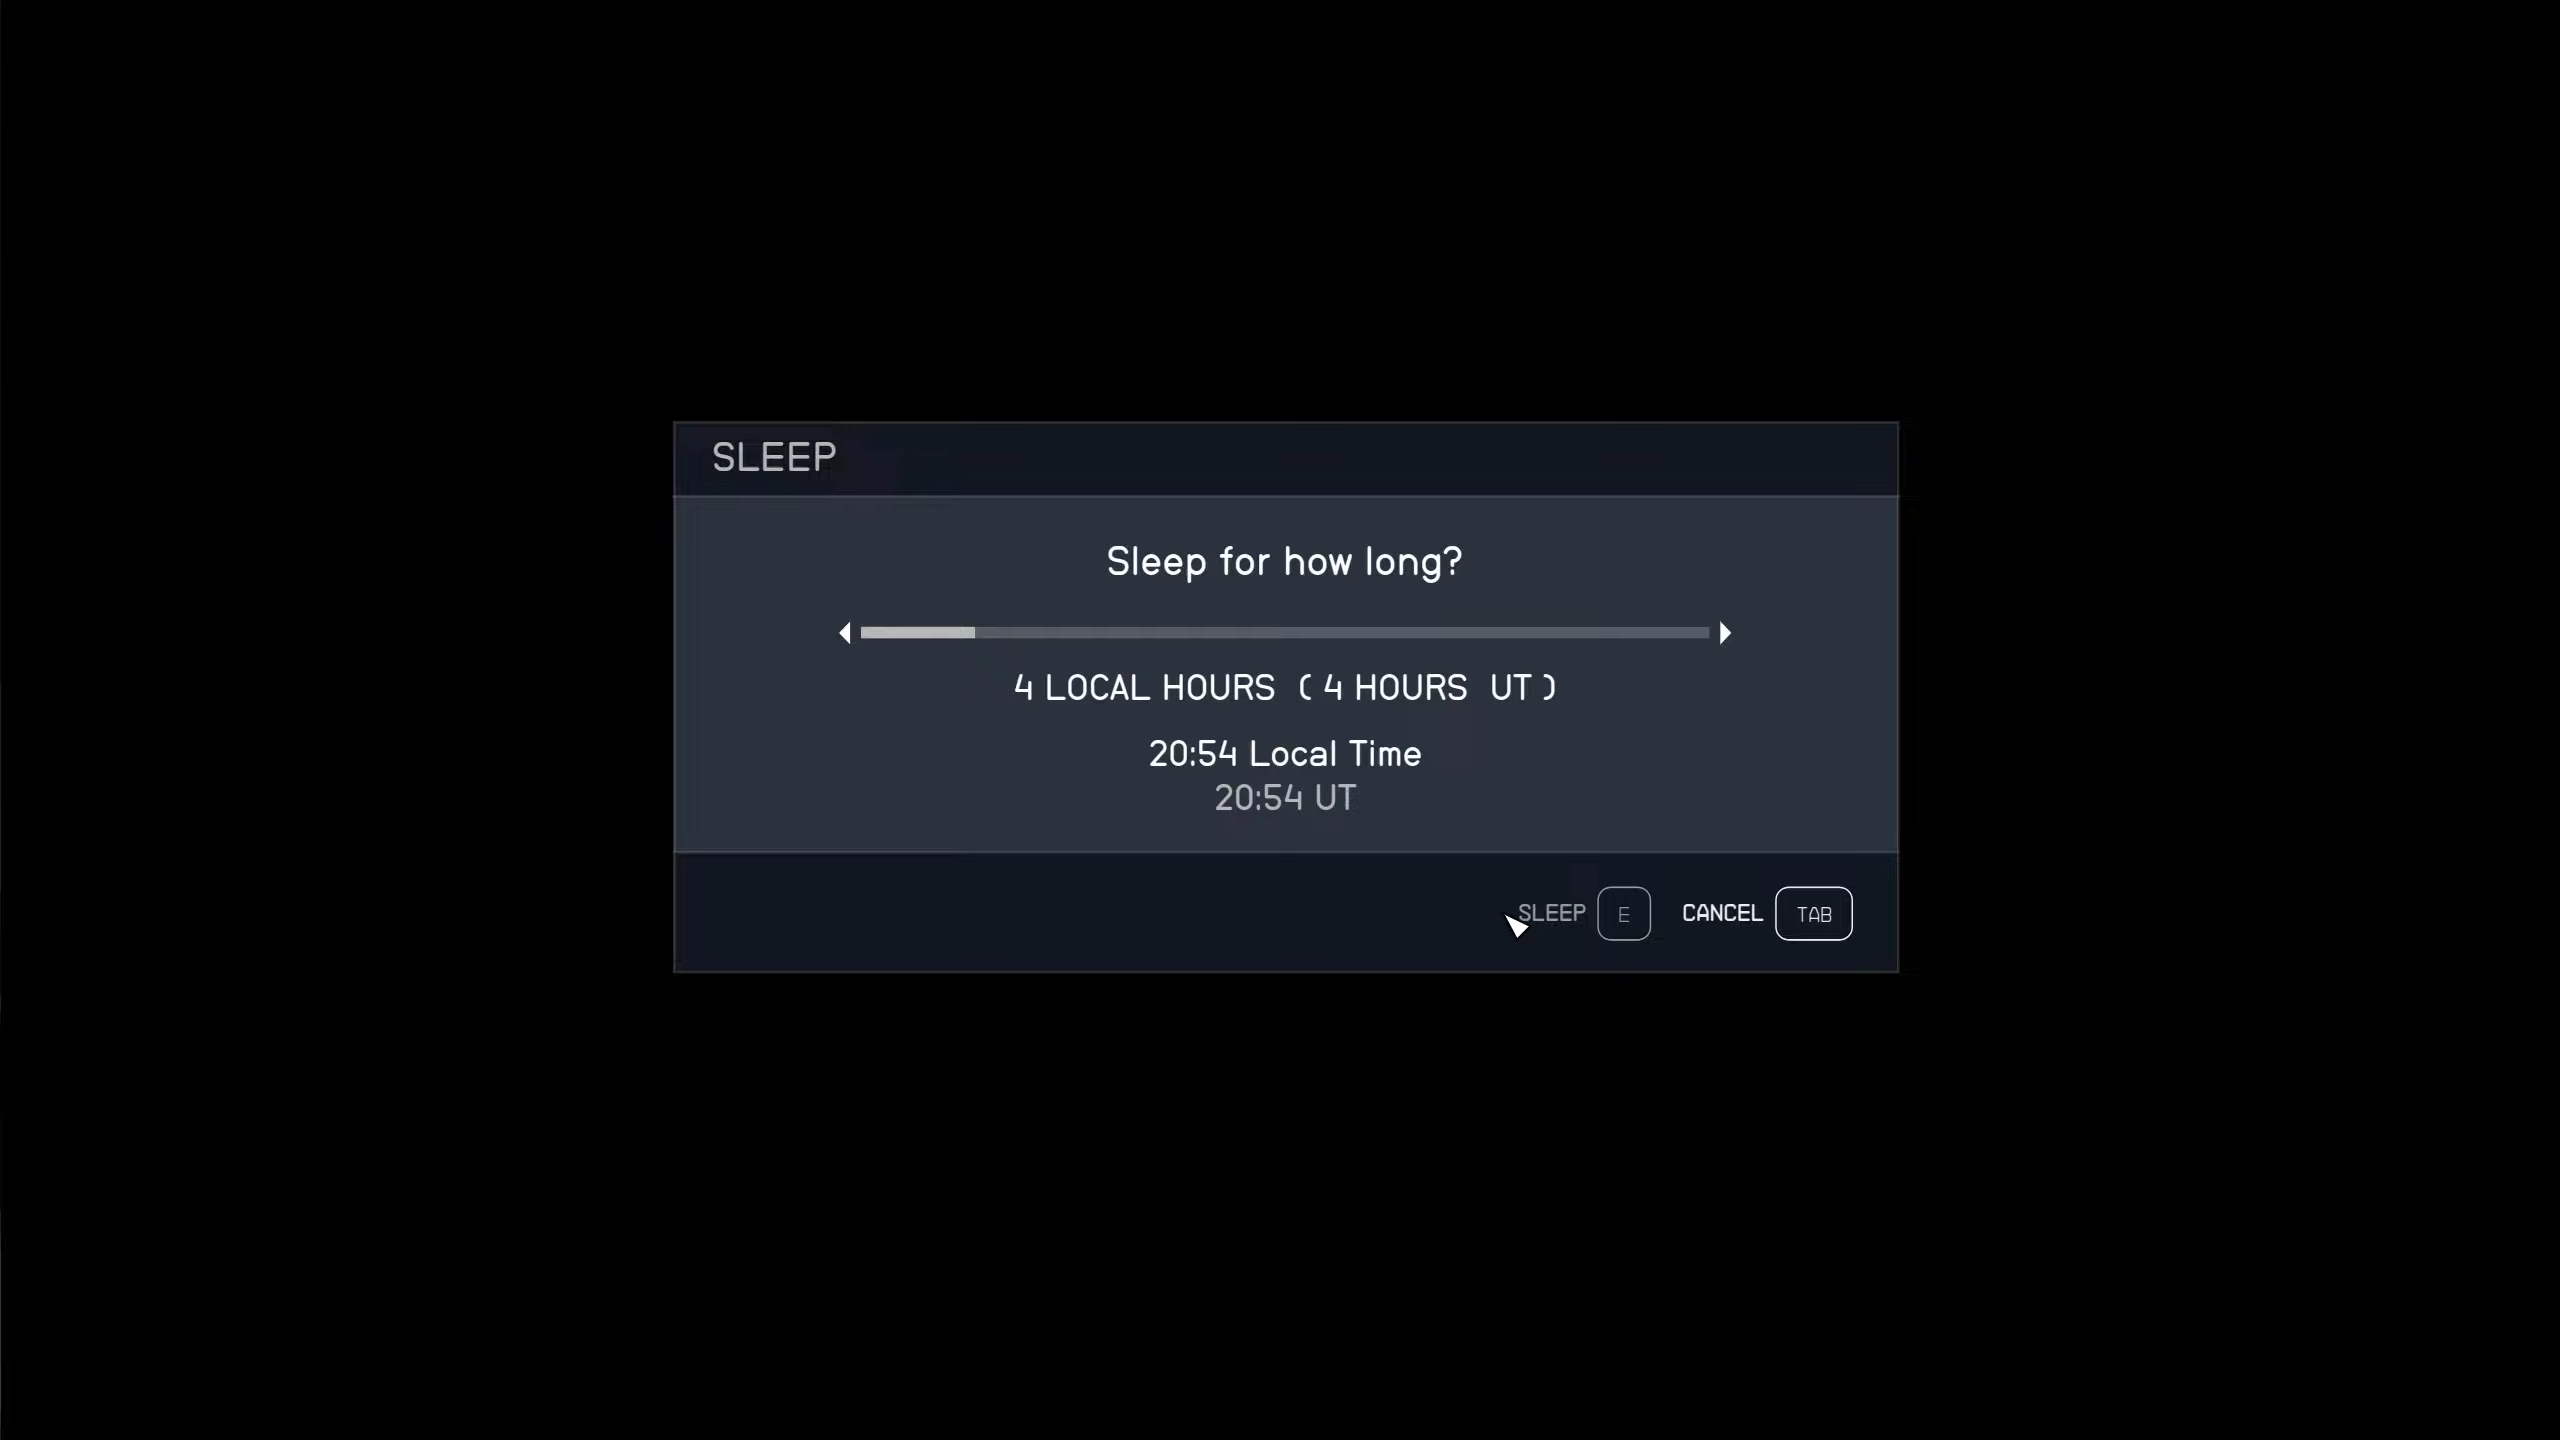 SLEEP
Sleep for how long?
4 LOCAL HOURS ( 4 HOURS UT )
20:54 Local Time
20:54 UT
SLEEP E CANCEL TAB